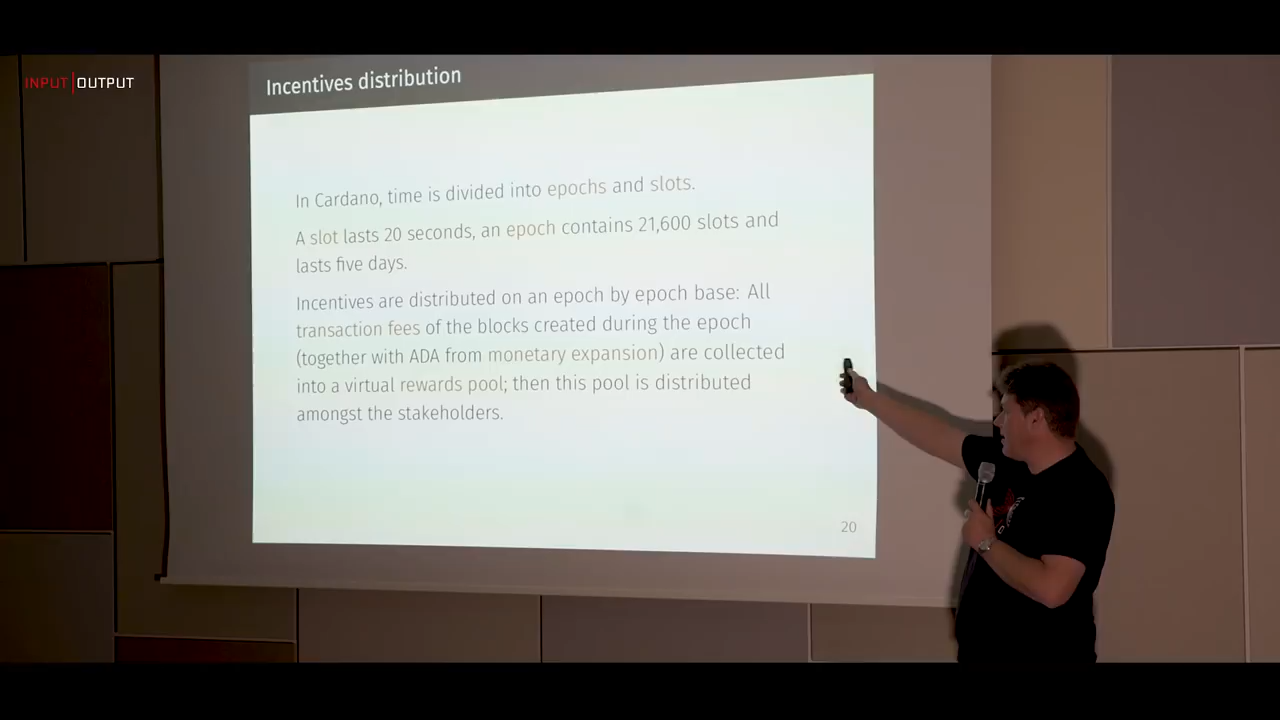 INPUT|OUTPUT
Incentives distribution
In Cardano, time is divided into epochs and slots.
A slot lasts 20 seconds, an epoch contains 21,600 slots and
lasts five days.
Incentives are distributed on an epoch by epoch base: All
transaction fees of the blocks created during the epoch
(together with ADA from monetary expansion) are collected
into a virtual rewards pool; then this pool is distributed
amongst the stakeholders.
20